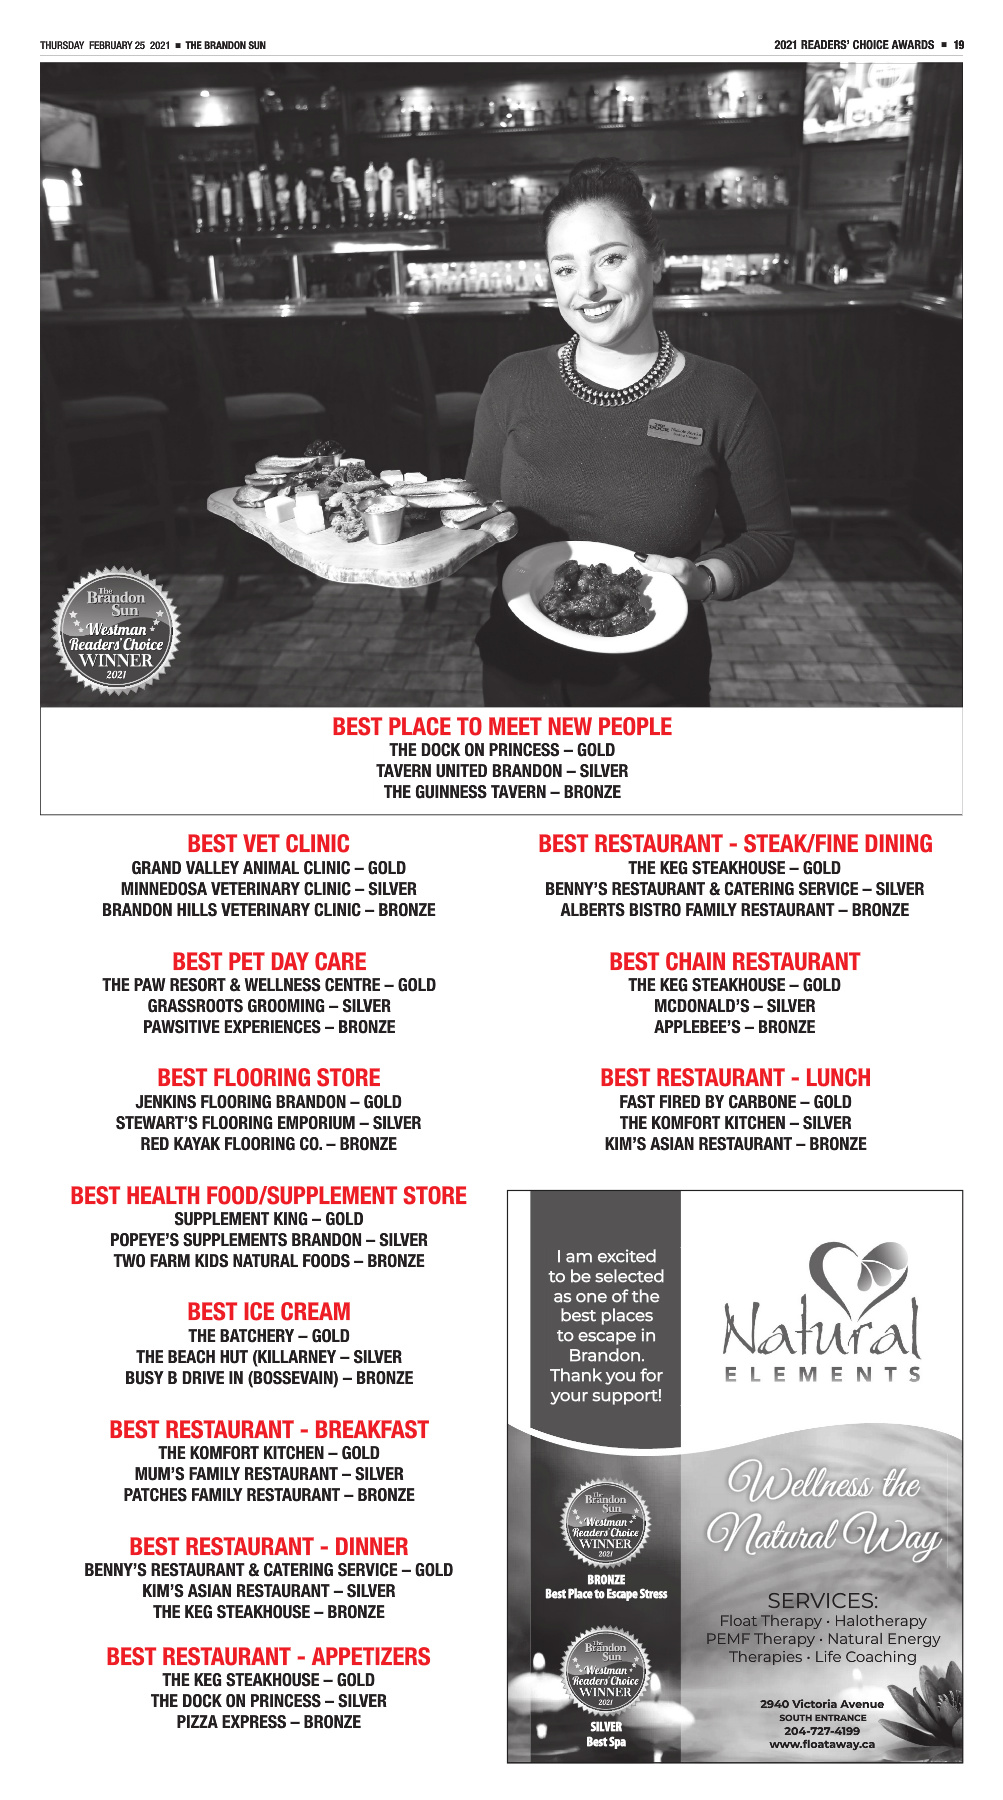 THURSDAY FEBRUARY 25 2021 ■ THE BRANDON SUN
2021 READERS' CHOICE AWARDS ■ 19
The
Brandon
Sun
Westman
Readers' Choice
WINNER
2021
BEST PLACE TO MEET NEW PEOPLE
THE DOCK ON PRINCESS – GOLD
TAVERN UNITED BRANDON – SILVER
THE GUINNESS TAVERN – BRONZE
BEST VET CLINIC
GRAND VALLEY ANIMAL CLINIC – GOLD
MINNEDOSA VETERINARY CLINIC – SILVER
BRANDON HILLS VETERINARY CLINIC – BRONZE
BEST PET DAY CARE
THE PAW RESORT & WELLNESS CENTRE – GOLD
GRASSROOTS GROOMING – SILVER
PAWSITIVE EXPERIENCES – BRONZE
BEST FLOORING STORE
JENKINS FLOORING BRANDON – GOLD
STEWART'S FLOORING EMPORIUM – SILVER
RED KAYAK FLOORING CO. – BRONZE
BEST HEALTH FOOD/SUPPLEMENT STORE
SUPPLEMENT KING – GOLD
POPEYE'S SUPPLEMENTS BRANDON – SILVER
TWO FARM KIDS NATURAL FOODS – BRONZE
BEST ICE CREAM
THE BATCHERY – GOLD
THE BEACH HUT (KILLARNEY – SILVER
BUSY B DRIVE IN (BOSSEVAIN) – BRONZE
BEST RESTAURANT - BREAKFAST
THE KOMFORT KITCHEN – GOLD
MUM'S FAMILY RESTAURANT – SILVER
PATCHES FAMILY RESTAURANT – BRONZE
BEST RESTAURANT - DINNER
BENNY'S RESTAURANT & CATERING SERVICE – GOLD
KIM'S ASIAN RESTAURANT – SILVER
THE KEG STEAKHOUSE – BRONZE
BEST RESTAURANT - APPETIZERS
THE KEG STEAKHOUSE – GOLD
THE DOCK ON PRINCESS – SILVER
PIZZA EXPRESS – BRONZE
BEST RESTAURANT - STEAK/FINE DINING
THE KEG STEAKHOUSE – GOLD
BENNY'S RESTAURANT & CATERING SERVICE – SILVER
ALBERTS BISTRO FAMILY RESTAURANT – BRONZE
BEST CHAIN RESTAURANT
THE KEG STEAKHOUSE – GOLD
MCDONALD'S – SILVER
APPLEBEE'S – BRONZE
BEST RESTAURANT - LUNCH
FAST FIRED BY CARBONE – GOLD
THE KOMFORT KITCHEN – SILVER
KIM'S ASIAN RESTAURANT – BRONZE
I am excited
to be selected
as one of the
best places
to escape in
Brandon.
Thank you for
your support!
Natural
ELEMENTS
The
Brandon
Sun
Westman
Readers' Choice
WINNER
2021
BRONZE
Best Place to Escape Stress
The
Brandon
Sun
Westman
Readers' Choice
WINNER
2021
SILVER
Best Spa
Wellness the
Natural Way
SERVICES:
Float Therapy • Halotherapy
PEMF Therapy • Natural Energy
Therapies • Life Coaching
2940 Victoria Avenue
SOUTH ENTRANCE
204-727-4199
www.floataway.ca